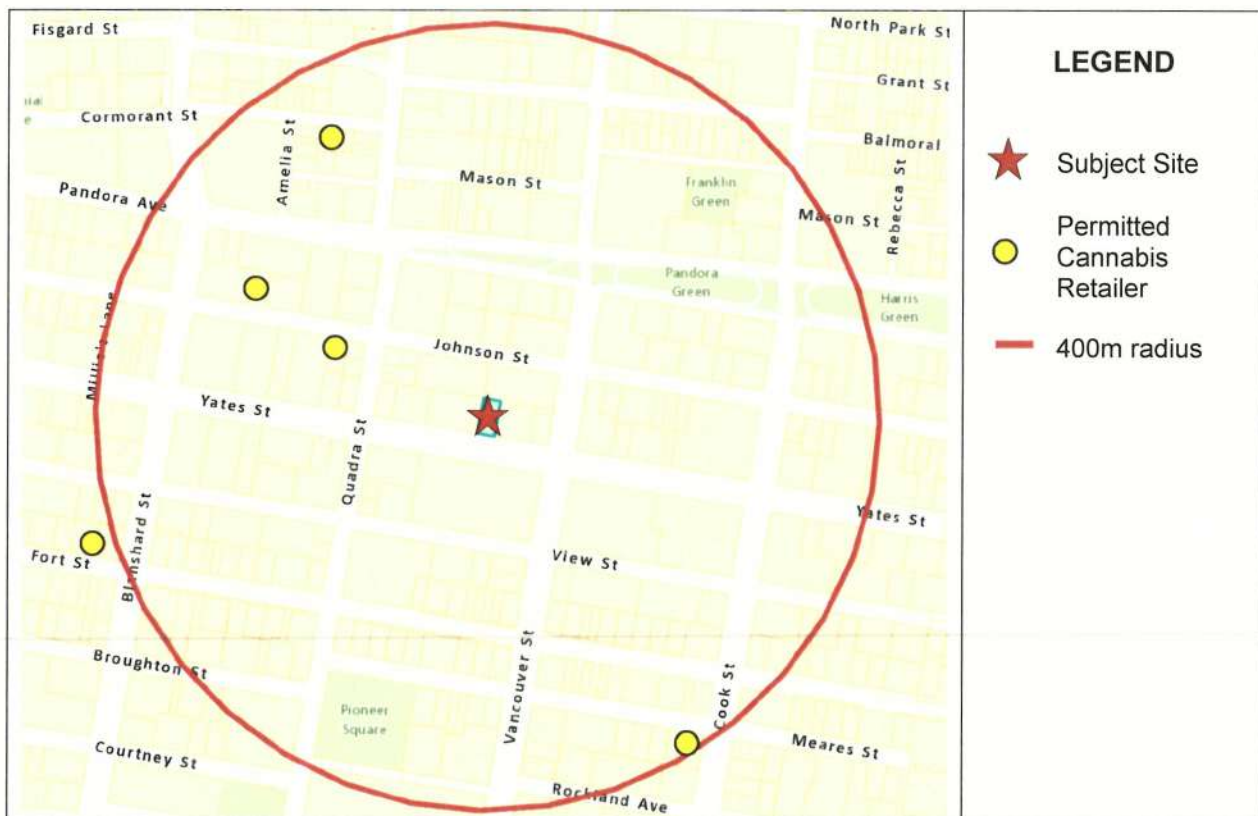 Fisgard St
North Park St
Grant St
Cormorant St
Balmoral
Amelia St
Mason St
Franklin
Green
Rebecca St
Pandora Ave
Mason St
Pandora
Green
Harris
Green
Johnson St
Yates St
Quadra St
Yates St
View St
Fort St
Vancouver St
Broughton St
Cook St
Pioneer
Square
Meares St
Courtney St
Rockland Ave
LEGEND
Subject Site
Permitted
Cannabis
Retailer
400m radius